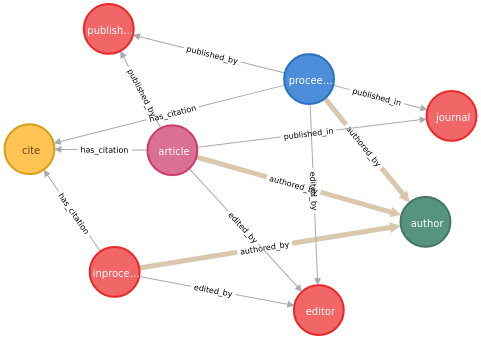 publish...
published_by
procee...
published_in
published_by
has_citation
journal
published_in
authored_by
cite
has_citation
article
authored_by
edited_by
has_citation
edited_by
author
authored_by
inproce...
edited_by
editor